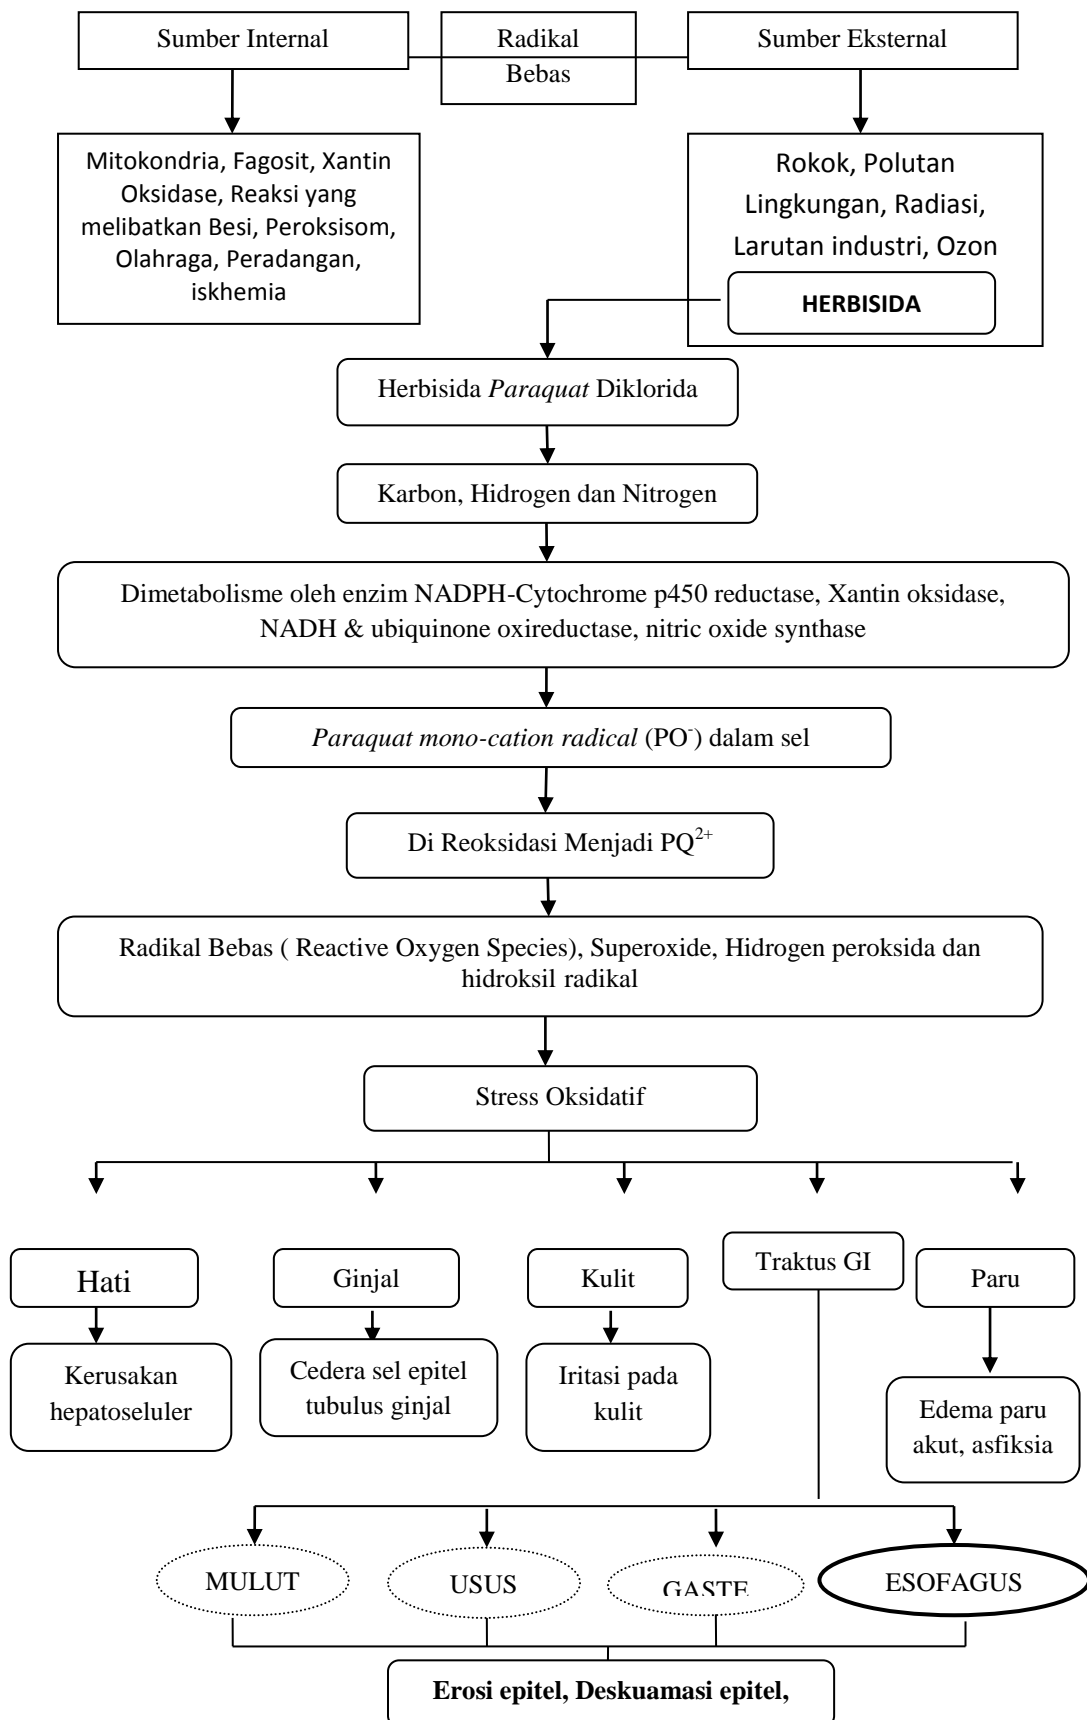 Sumber Internal
Radikal
Bebas
Sumber Eksternal
Mitokondria, Fagosit, Xantin
Oksidase, Reaksi yang
melibatkan Besi, Peroksisom,
Olahraga, Peradangan,
iskhemia
Rokok, Polutan
Lingkungan, Radiasi,
Larutan industri, Ozon
HERBISIDA
Herbisida Paraquat Diklorida
Karbon, Hidrogen dan Nitrogen
Dimetabolisme oleh enzim NADPH-Cytochrome p450 reductase, Xantin oksidase,
NADH & ubiquinone oxireductase, nitric oxide synthase
Paraquat mono-cation radical (PO⁻) dalam sel
Di Reoksidasi Menjadi PQ²⁺
Radikal Bebas ( Reactive Oxygen Species), Superoxide, Hidrogen peroksida dan
hidroksil radikal
Stress Oksidatif
Hati
Ginjal
Kulit
Traktus GI
Paru
Kerusakan
hepatoseluler
Cedera sel epitel
tubulus ginjal
Iritasi pada
kulit
Edema paru
akut, asfiksia
MULUT
USUS
GASTE
ESOFAGUS
Erosi epitel, Deskuamasi epitel,